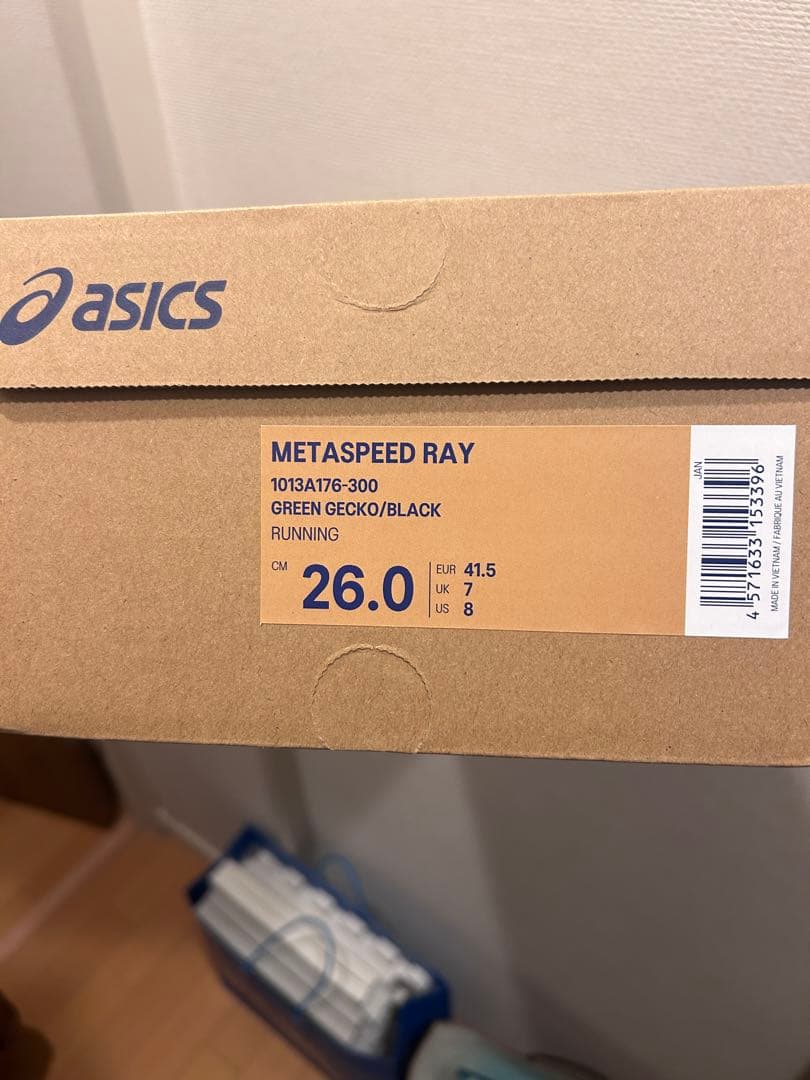 asics
METASPEED RAY
1013A176-300
GREEN GECKO/BLACK
RUNNING
CM 26.0
EUR 41.5
UK 7
US 8
JAN
4 571633 153396
MADE IN VIETNAM / FABRIQUÉ AU VIETNAM